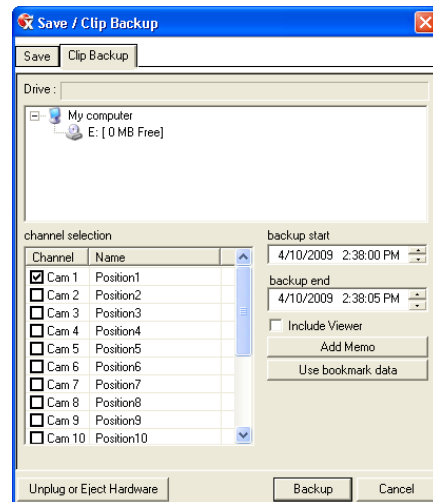 Save / Clip Backup
Save Clip Backup
Drive :
My computer
E: [ 0 MB Free]
channel selection
Channel Name
Cam 1 Position1
Cam 2 Position2
Cam 3 Position3
Cam 4 Position4
Cam 5 Position5
Cam 6 Position6
Cam 7 Position7
Cam 8 Position8
Cam 9 Position9
Cam 10 Position10
backup start
4/10/2009 2:38:00 PM
backup end
4/10/2009 2:38:05 PM
Include Viewer
Add Memo
Use bookmark data
Unplug or Eject Hardware Backup Cancel